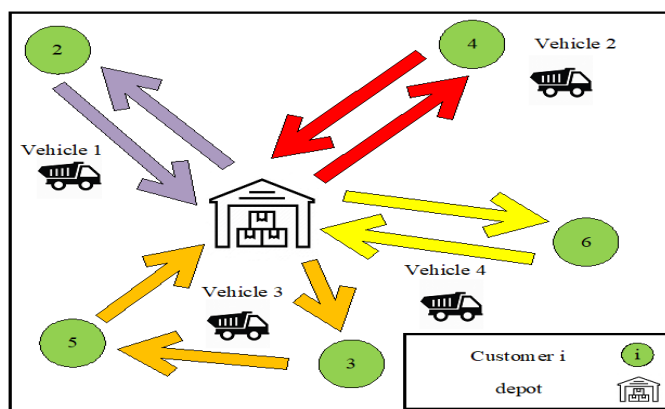 2
4
Vehicle 2
Vehicle 1
6
Vehicle 4
Vehicle 3
5
3
Customer i
i
depot